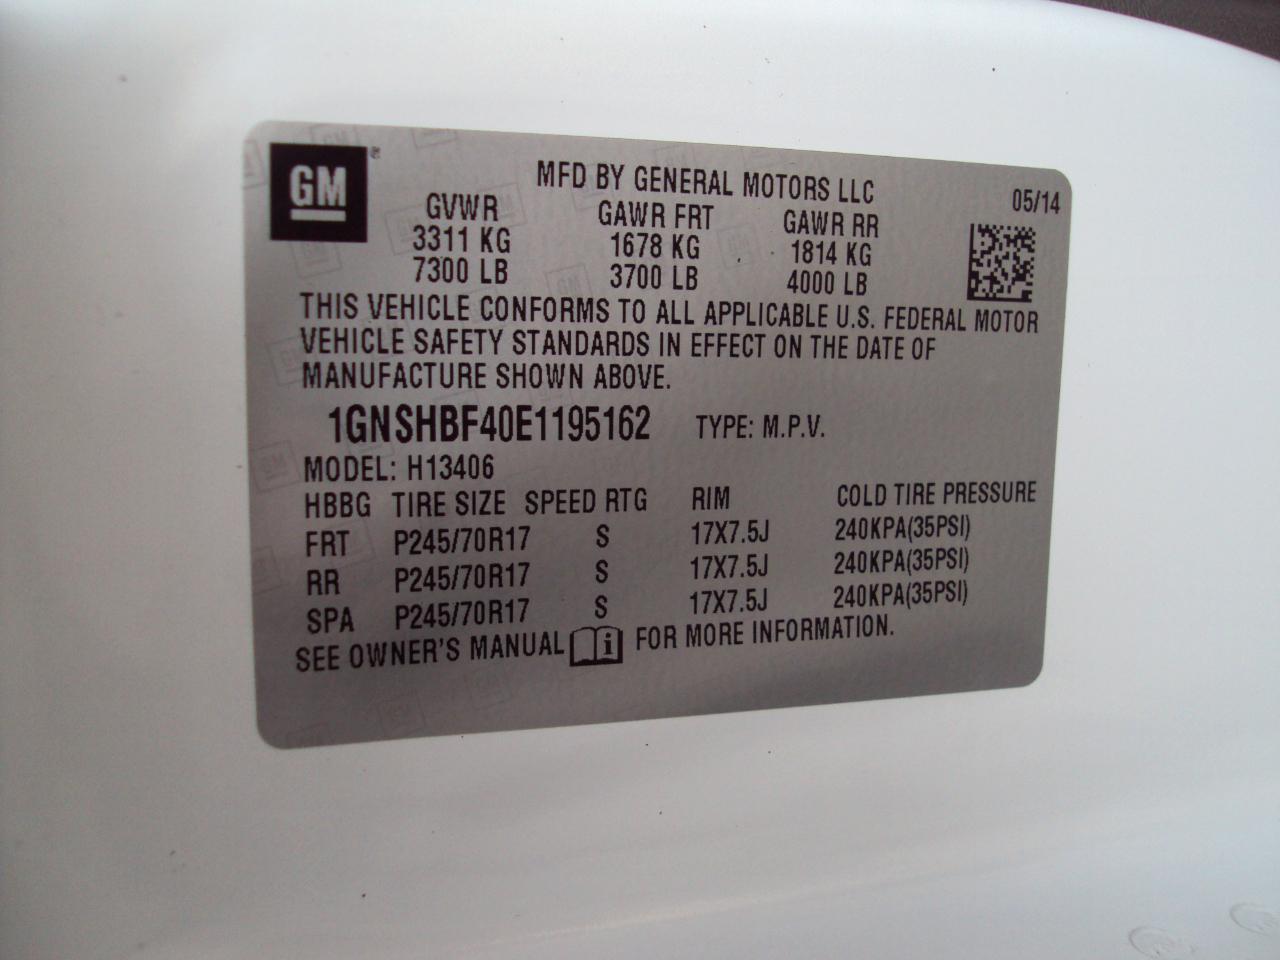 GM ®
MFD BY GENERAL MOTORS LLC 05/14
GVWR GAWR FRT GAWR RR
3311 KG 1678 KG 1814 KG
7300 LB 3700 LB 4000 LB
THIS VEHICLE CONFORMS TO ALL APPLICABLE U.S. FEDERAL MOTOR
VEHICLE SAFETY STANDARDS IN EFFECT ON THE DATE OF
MANUFACTURE SHOWN ABOVE.
1GNSHBF40E1195162 TYPE: M.P.V.
MODEL: H13406
HBBG TIRE SIZE SPEED RTG RIM COLD TIRE PRESSURE
FRT P245/70R17 S 17X7.5J 240KPA(35PSI)
RR P245/70R17 S 17X7.5J 240KPA(35PSI)
SPA P245/70R17 S 17X7.5J 240KPA(35PSI)
SEE OWNER'S MANUAL i FOR MORE INFORMATION.